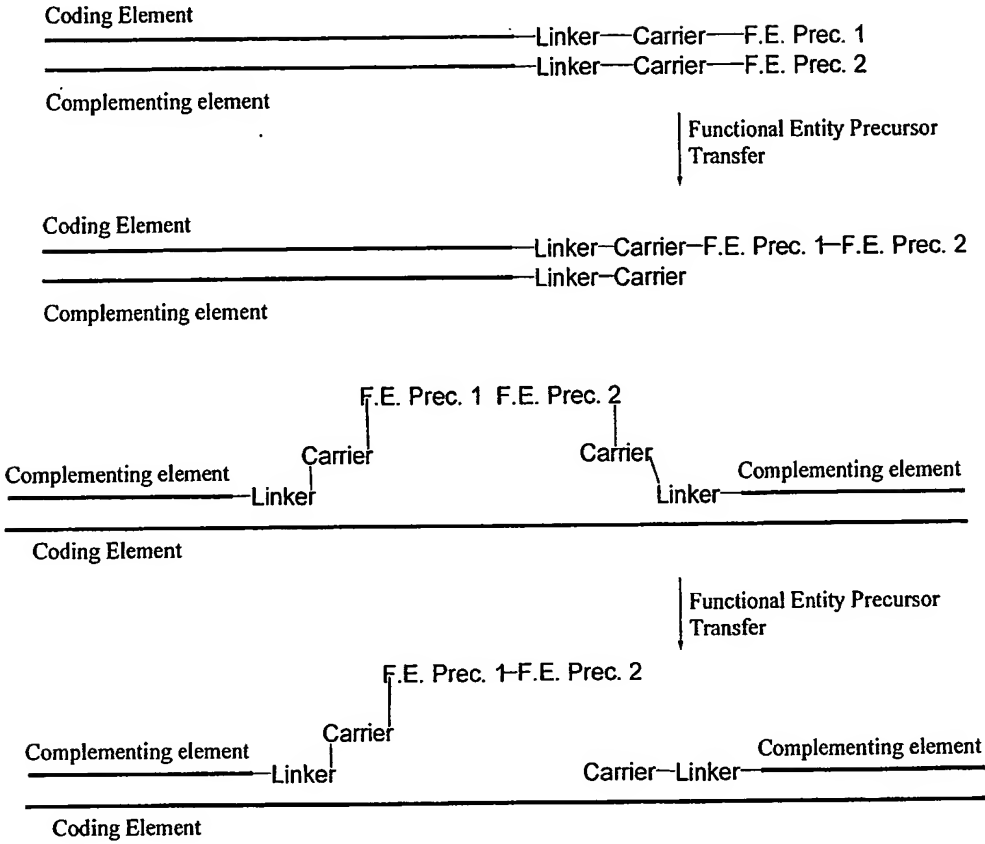 Coding Element
Linker—Carrier—F.E. Prec. 1
Linker—Carrier—F.E. Prec. 2
Complementing element
Functional Entity Precursor
Transfer
Coding Element
Linker—Carrier—F.E. Prec. 1—F.E. Prec. 2
Linker—Carrier
Complementing element
F.E. Prec. 1 F.E. Prec. 2
Carrier Carrier
Complementing element Complementing element
Linker Linker
Coding Element
Functional Entity Precursor
Transfer
F.E. Prec. 1—F.E. Prec. 2
Carrier
Complementing element Complementing element
Linker Carrier—Linker
Coding Element